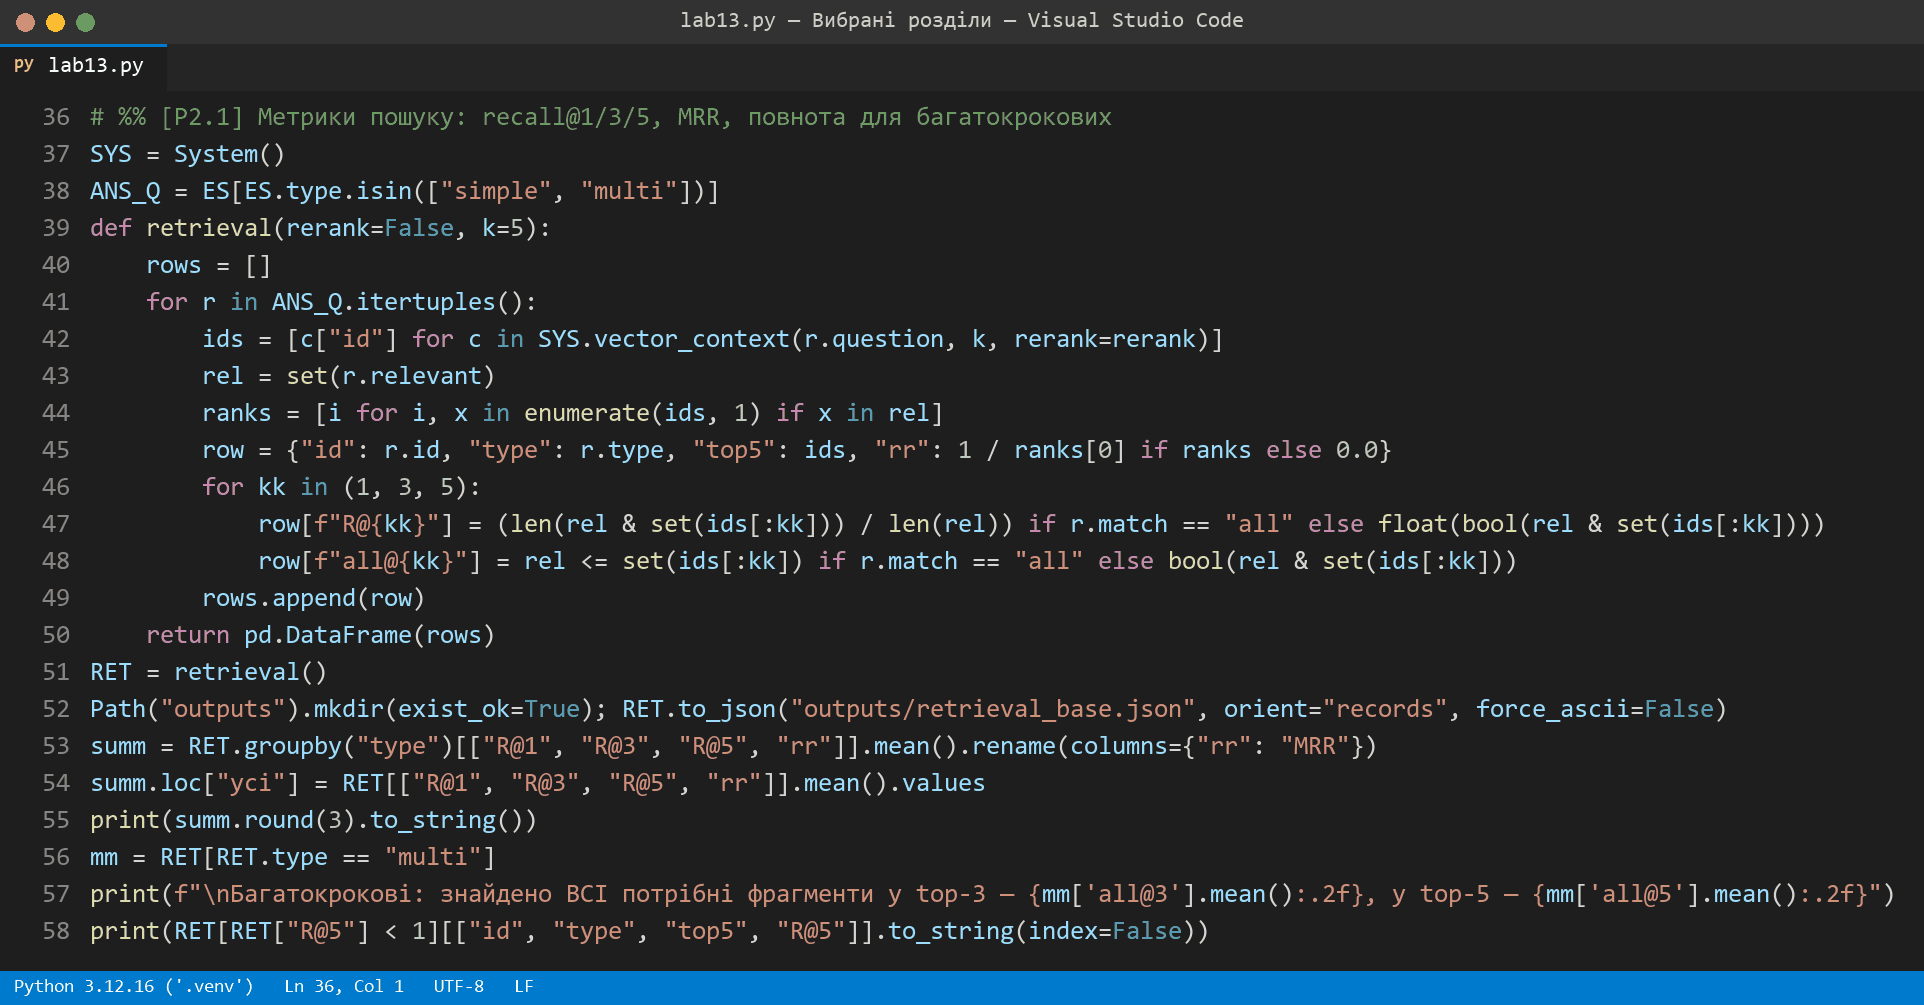 lab13.py — Вибрані розділи — Visual Studio Code
py lab13.py
36 # %% [P2.1] Метрики пошуку: recall@1/3/5, MRR, повнота для багатокрокових
37 SYS = System()
38 ANS_Q = ES[ES.type.isin(["simple", "multi"])]
39 def retrieval(rerank=False, k=5):
40     rows = []
41     for r in ANS_Q.itertuples():
42         ids = [c["id"] for c in SYS.vector_context(r.question, k, rerank=rerank)]
43         rel = set(r.relevant)
44         ranks = [i for i, x in enumerate(ids, 1) if x in rel]
45         row = {"id": r.id, "type": r.type, "top5": ids, "rr": 1 / ranks[0] if ranks else 0.0}
46         for kk in (1, 3, 5):
47             row[f"R@{kk}"] = (len(rel & set(ids[:kk])) / len(rel)) if r.match == "all" else float(bool(rel & set(ids[:kk])))
48             row[f"all@{kk}"] = rel <= set(ids[:kk]) if r.match == "all" else bool(rel & set(ids[:kk]))
49         rows.append(row)
50     return pd.DataFrame(rows)
51 RET = retrieval()
52 Path("outputs").mkdir(exist_ok=True); RET.to_json("outputs/retrieval_base.json", orient="records", force_ascii=False)
53 summ = RET.groupby("type")[["R@1", "R@3", "R@5", "rr"]].mean().rename(columns={"rr": "MRR"})
54 summ.loc["усі"] = RET[["R@1", "R@3", "R@5", "rr"]].mean().values
55 print(summ.round(3).to_string())
56 mm = RET[RET.type == "multi"]
57 print(f"\nБагатокрокові: знайдено ВСІ потрібні фрагменти у top-3 — {mm['all@3'].mean():.2f}, у top-5 — {mm['all@5'].mean():.2f}")
58 print(RET[RET["R@5"] < 1][["id", "type", "top5", "R@5"]].to_string(index=False))
Python 3.12.16 ('.venv') Ln 36, Col 1 UTF-8 LF